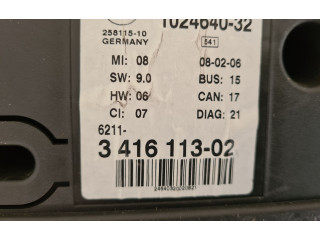 1024640-32
258115-10
GERMANY 541
MI: 08 08-02-06
SW: 9.0 BUS: 15
HW: 06 CAN: 17
CI: 07 DIAG: 21
6211-
3 416 113-02